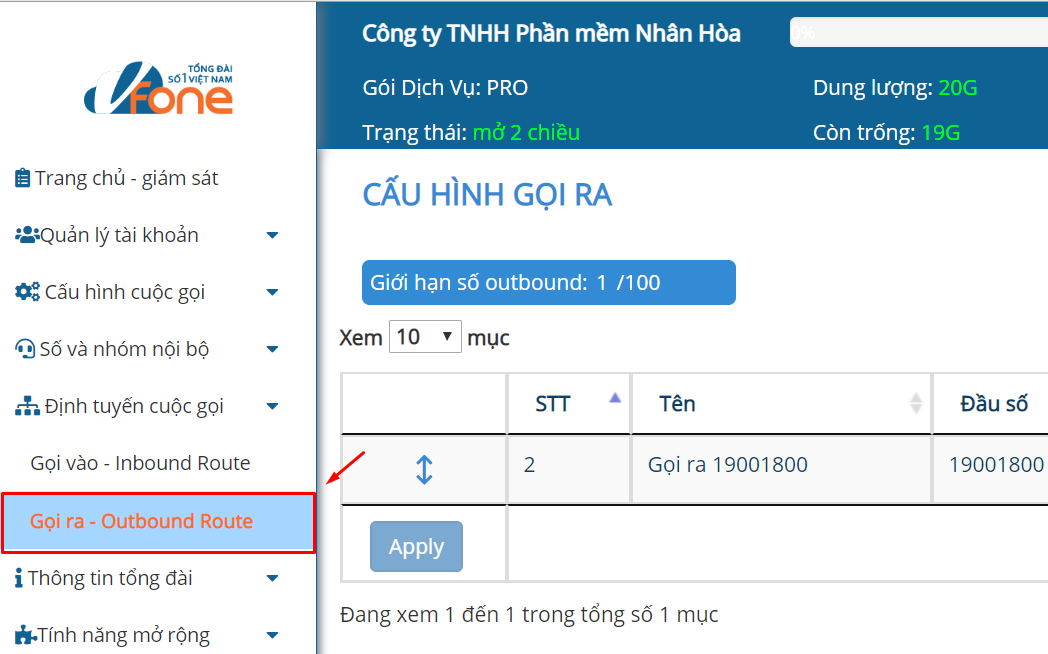 TỔNG ĐÀI
SỐ 1 VIỆT NAM
Vfone
Trang chủ - giám sát
Quản lý tài khoản
Cấu hình cuộc gọi
Số và nhóm nội bộ
Định tuyến cuộc gọi
Gọi vào - Inbound Route
Gọi ra - Outbound Route
Thông tin tổng đài
Tính năng mở rộng
Công ty TNHH Phần mềm Nhân Hòa
0%
Gói Dịch Vụ: PRO
Dung lượng: 20G
Trạng thái: mở 2 chiều
Còn trống: 19G
CẤU HÌNH GỌI RA
Giới hạn số outbound: 1 /100
Xem 10 mục
STT Tên Đầu số
2 Gọi ra 19001800 19001800
Apply
Đang xem 1 đến 1 trong tổng số 1 mục